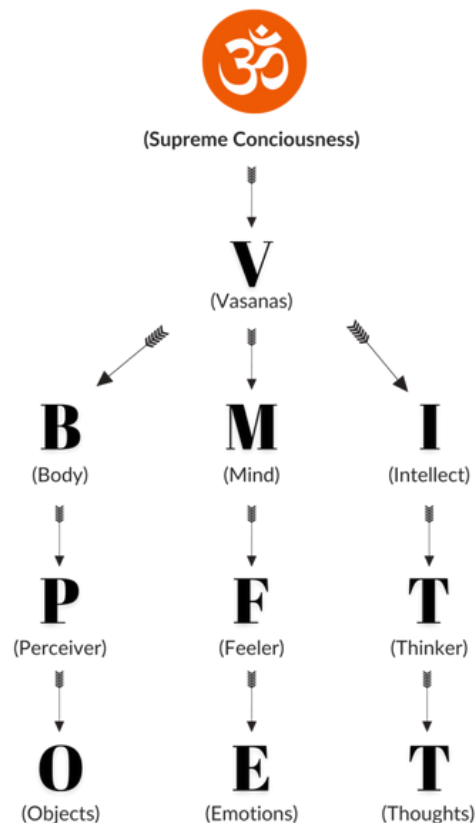 ॐ
(Supreme Conciousness)
V
(Vasanas)
B M I
(Body) (Mind) (Intellect)
P F T
(Perceiver) (Feeler) (Thinker)
O E T
(Objects) (Emotions) (Thoughts)